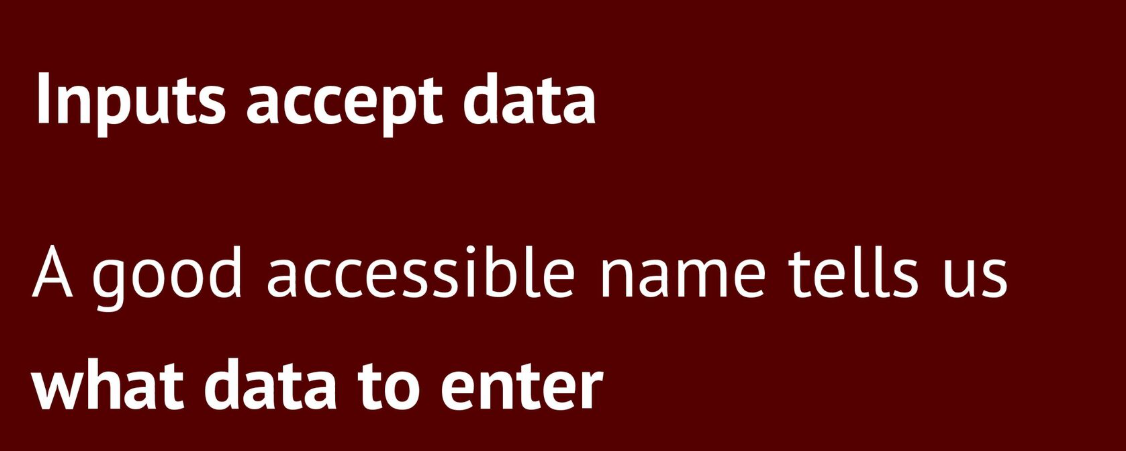 Inputs accept data
A good accessible name tells us
what data to enter